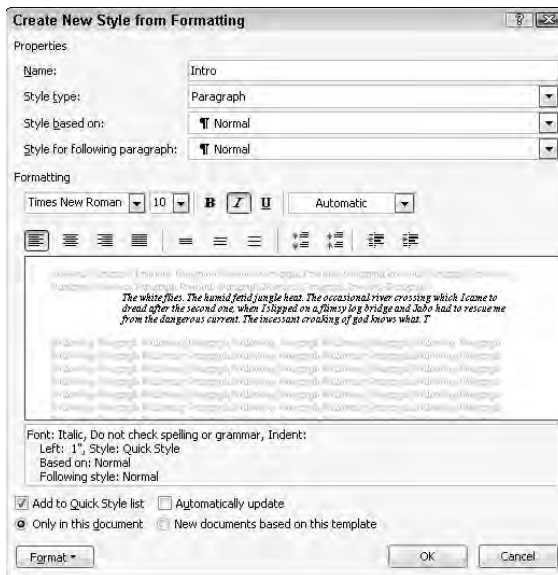 Create New Style from Formatting
Properties
Name: Intro
Style type: Paragraph
Style based on: ¶ Normal
Style for following paragraph: ¶ Normal
Formatting
Times New Roman 10 B I U Automatic
The white flies. The humid fetid jungle heat. The occasional river crossing which I came to
dread after the second one, when I slipped on a flimsy log bridge and Jabo had to rescue me
from the dangerous current. The incessant croaking of god knows what. T
Font: Italic, Do not check spelling or grammar, Indent:
Left: 1", Style: Quick Style
Based on: Normal
Following style: Normal
Add to Quick Style list Automatically update
Only in this document New documents based on this template
Format OK Cancel